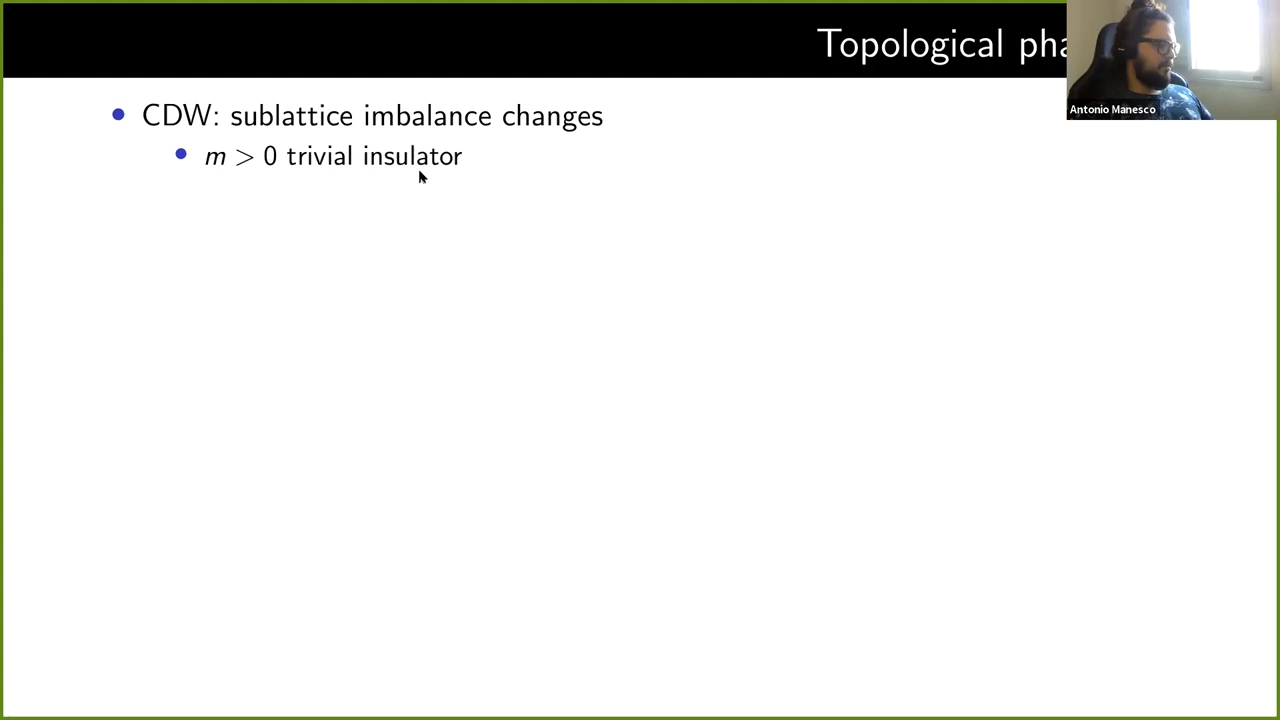 Topological pha
Antonio Manesco
CDW: sublattice imbalance changes
m > 0 trivial insulator